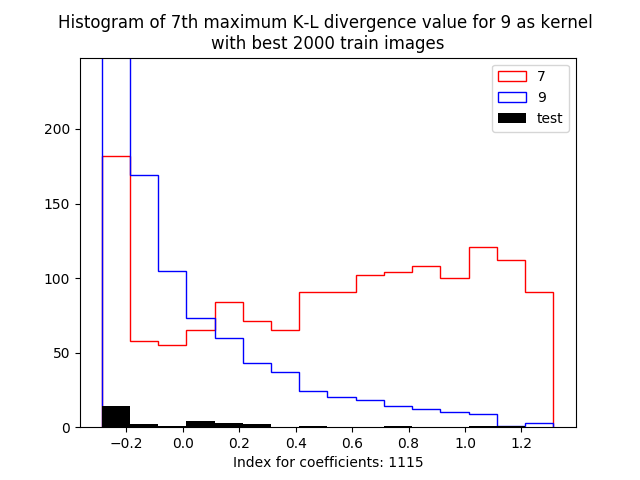 Histogram of 7th maximum K-L divergence value for 9 as kernel
with best 2000 train images
7
9
test
200
150
100
50
0
−0.2 0.0 0.2 0.4 0.6 0.8 1.0 1.2
Index for coefficients: 1115